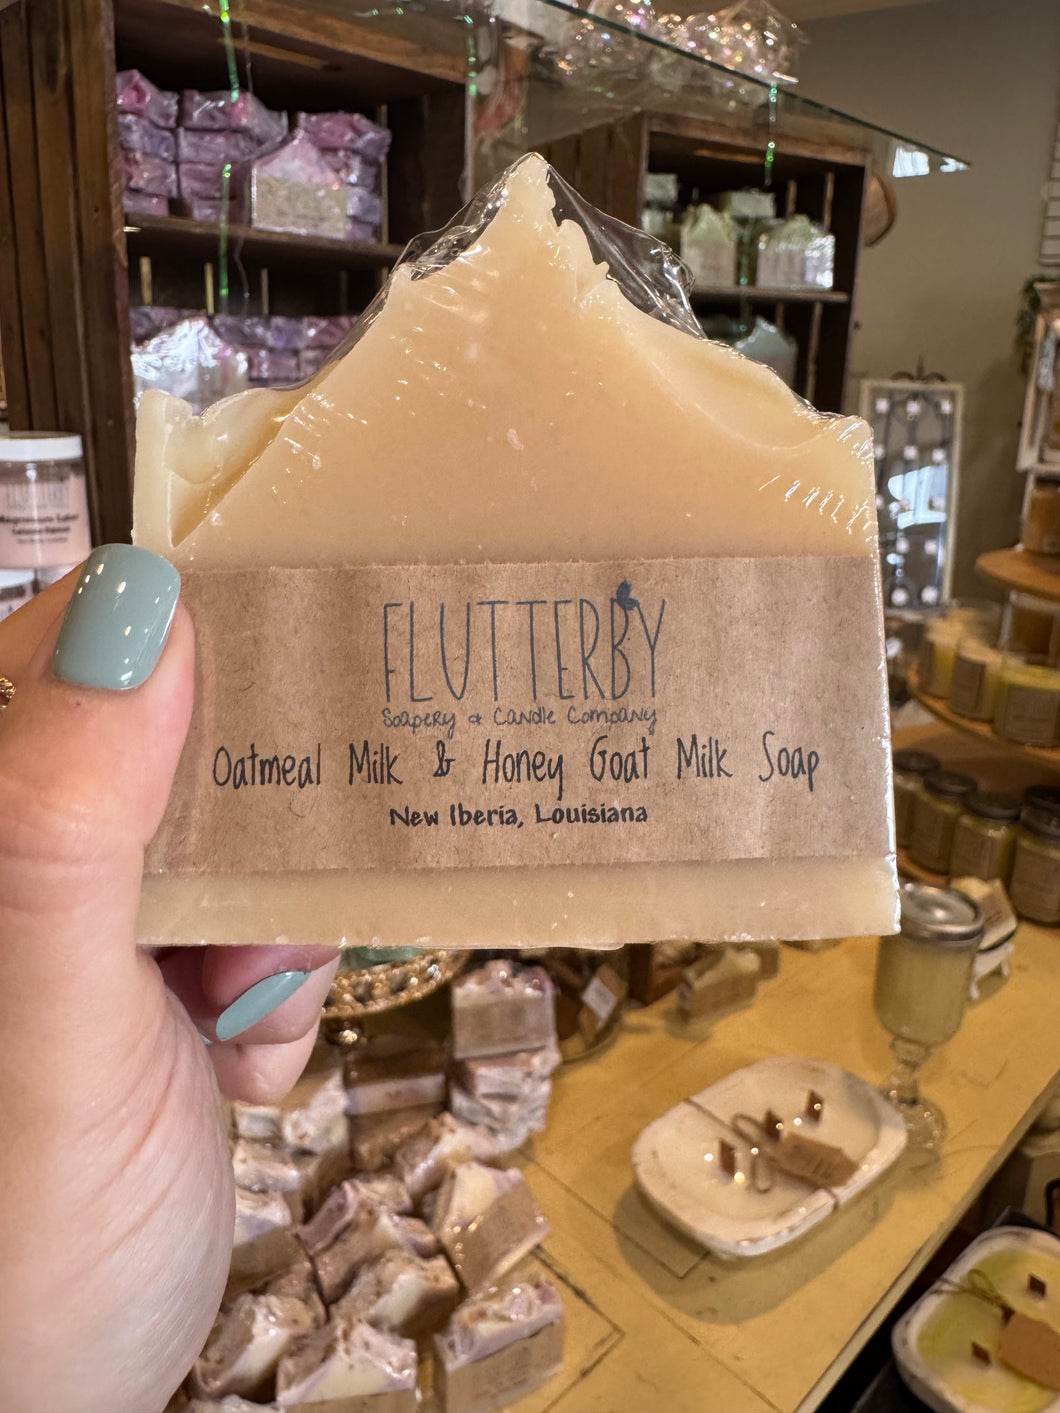 FLUTTERBY
Soapery & Candle Company
Oatmeal Milk & Honey Goat Milk Soap
New Iberia, Louisiana